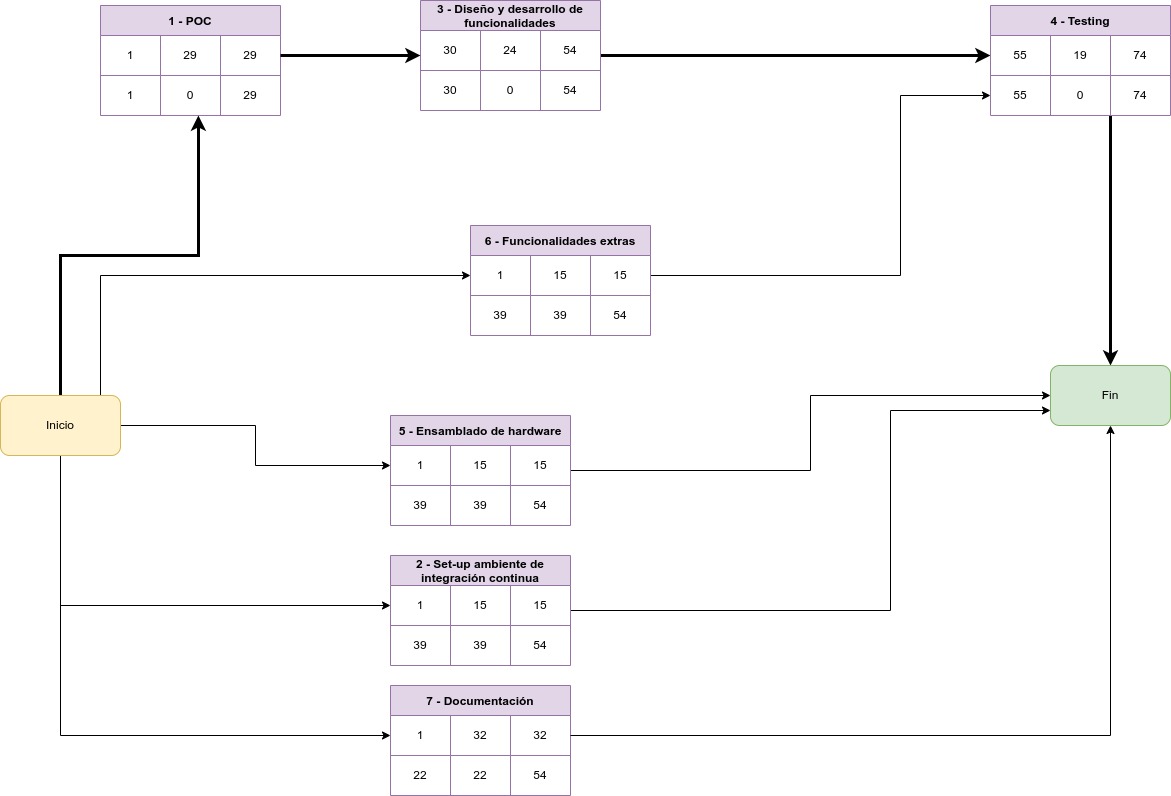 1 - POC
1 29 29
1 0 29
3 - Diseño y desarrollo de
funcionalidades
30 24 54
30 0 54
4 - Testing
55 19 74
55 0 74
6 - Funcionalidades extras
1 15 15
39 39 54
Inicio
Fin
5 - Ensamblado de hardware
1 15 15
39 39 54
2 - Set-up ambiente de
integración continua
1 15 15
39 39 54
7 - Documentación
1 32 32
22 22 54